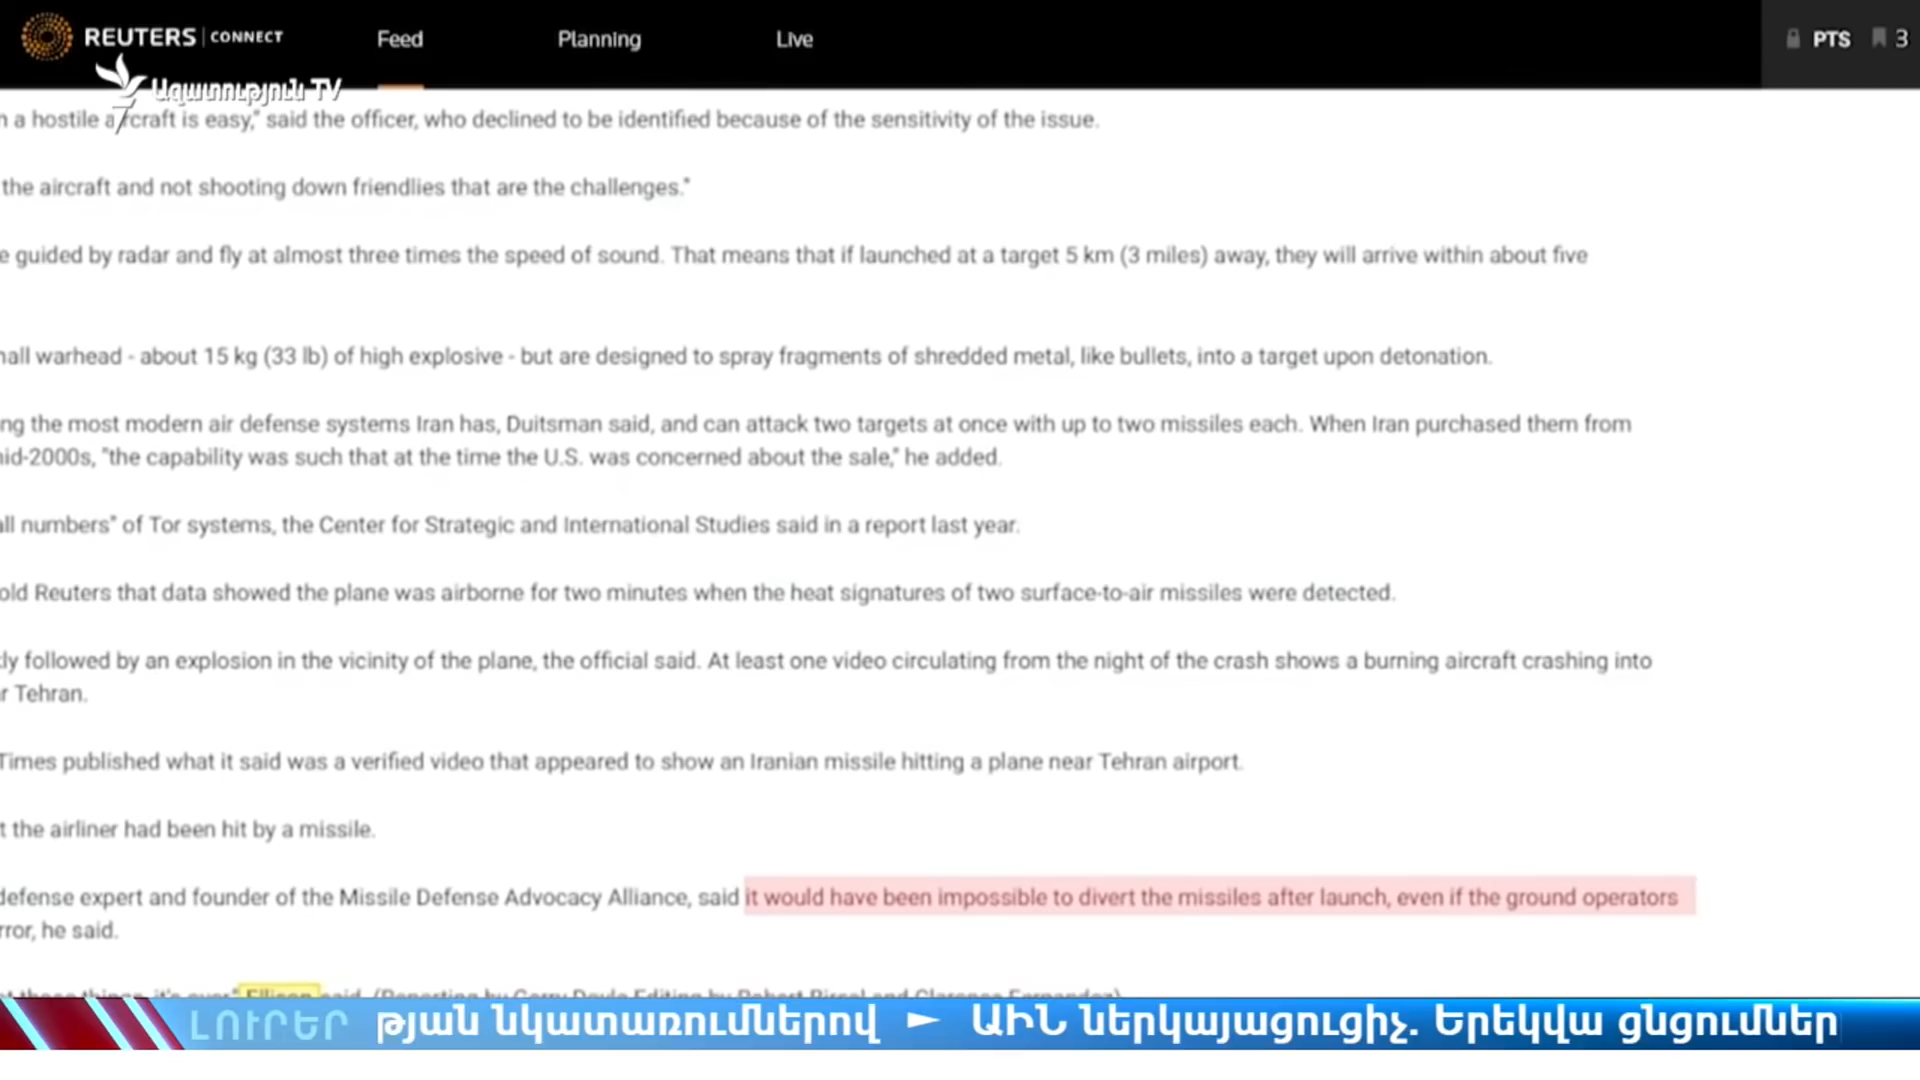 REUTERS CONNECT Feed Planning Live PTS 3
Ազատություն TV
a hostile aircraft is easy," said the officer, who declined to be identified because of the sensitivity of the issue.
the aircraft and not shooting down friendlies that are the challenges."
e guided by radar and fly at almost three times the speed of sound. That means that if launched at a target 5 km (3 miles) away, they will arrive within about five
nall warhead - about 15 kg (33 lb) of high explosive - but are designed to spray fragments of shredded metal, like bullets, into a target upon detonation.
ng the most modern air defense systems Iran has, Duitsman said, and can attack two targets at once with up to two missiles each. When Iran purchased them from
nid-2000s, "the capability was such that at the time the U.S. was concerned about the sale," he added.
all numbers" of Tor systems, the Center for Strategic and International Studies said in a report last year.
old Reuters that data showed the plane was airborne for two minutes when the heat signatures of two surface-to-air missiles were detected.
ly followed by an explosion in the vicinity of the plane, the official said. At least one video circulating from the night of the crash shows a burning aircraft crashing into
r Tehran.
Times published what it said was a verified video that appeared to show an Iranian missile hitting a plane near Tehran airport.
t the airliner had been hit by a missile.
defense expert and founder of the Missile Defense Advocacy Alliance, said it would have been impossible to divert the missiles after launch, even if the ground operators
rror, he said.
ԼՈՒՐԵՐ թյան նկատառումներով ► ԱԻՆ ներկայացուցիչ. Երեկվա ցնցումներ